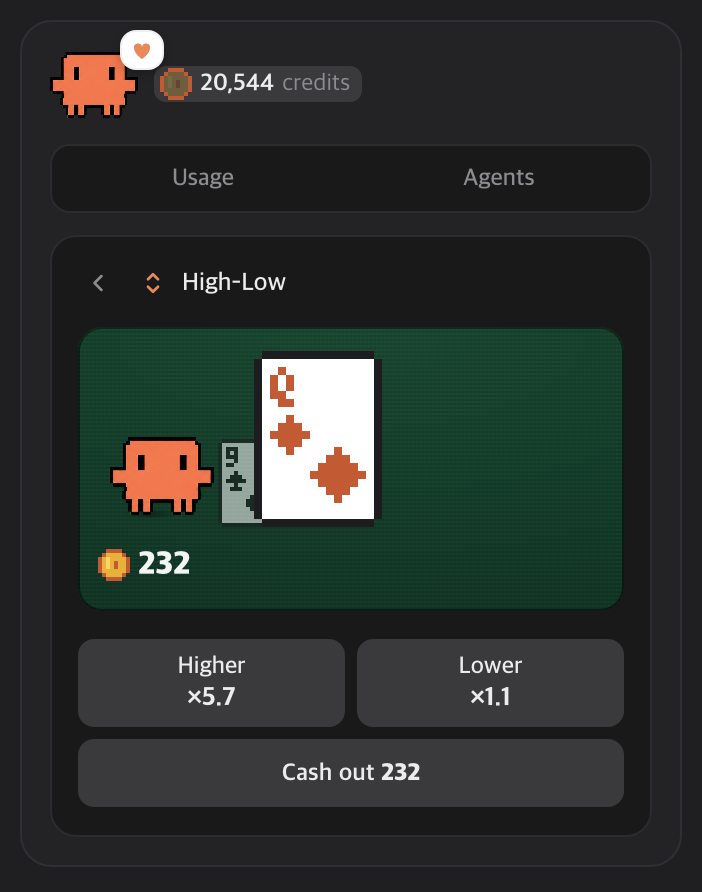 20,544 credits
Usage
Agents
High-Low
9
Q
232
Higher
×5.7
Lower
×1.1
Cash out 232